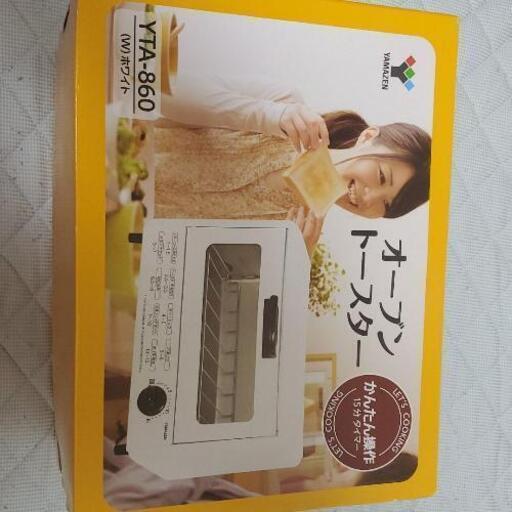 YAMAZEN
YTA-860
(W)ホワイト
オーブン
トースター
LET'S COOKING
かんたん操作
15分タイマー
LET'S COOKING